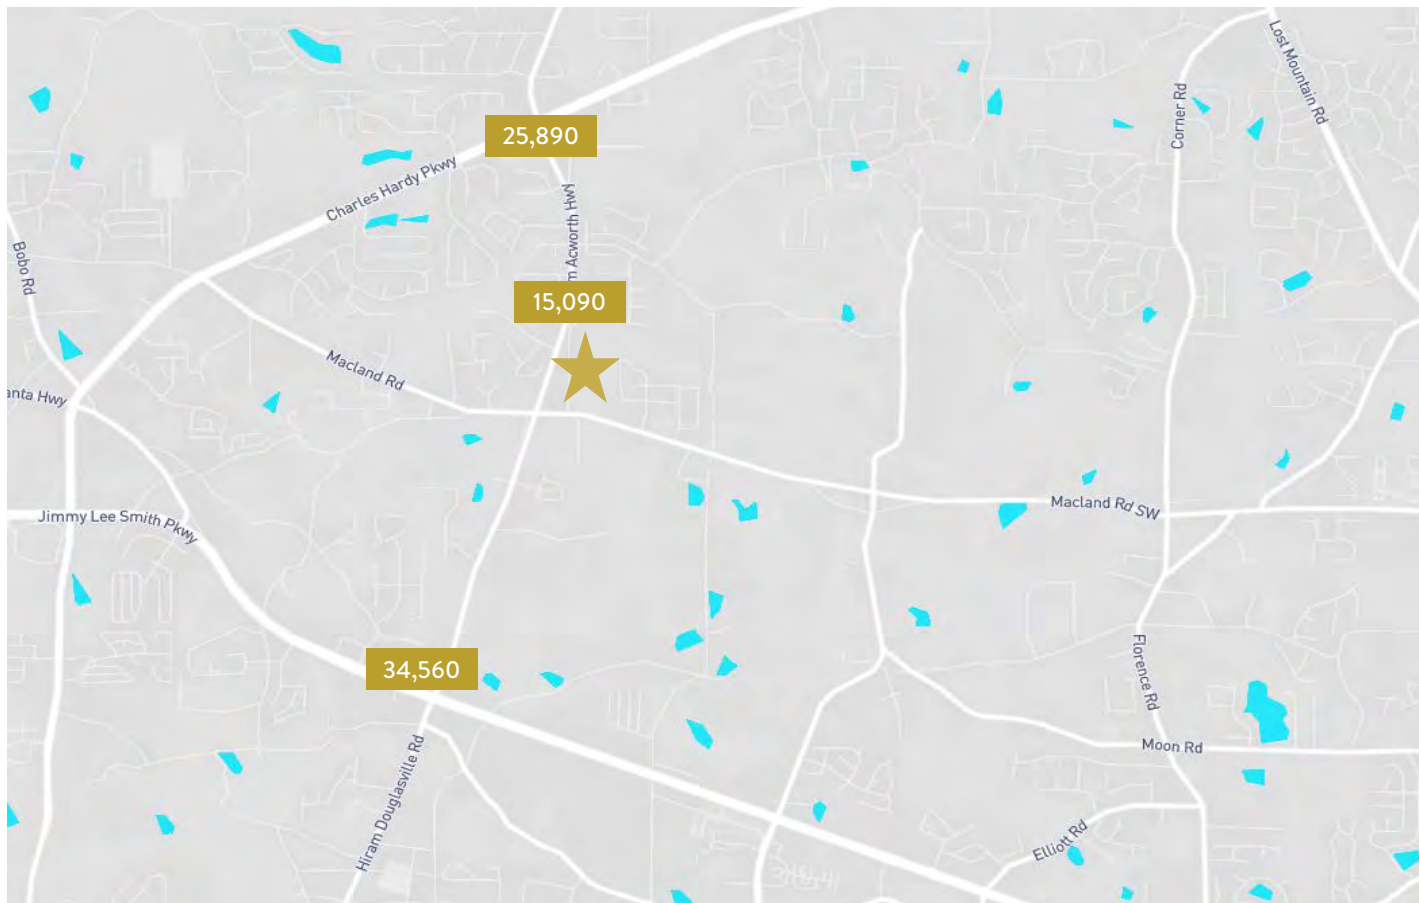 Lost Mountain Rd
Corner Rd
25,890
Charles Hardy Pkwy
Acworth Hwy
Bobo Rd
15,090
Macland Rd
Hwy
Macland Rd SW
Jimmy Lee Smith Pkwy
34,560
Florence Rd
Moon Rd
Hiram Douglasville Rd
Elliott Rd